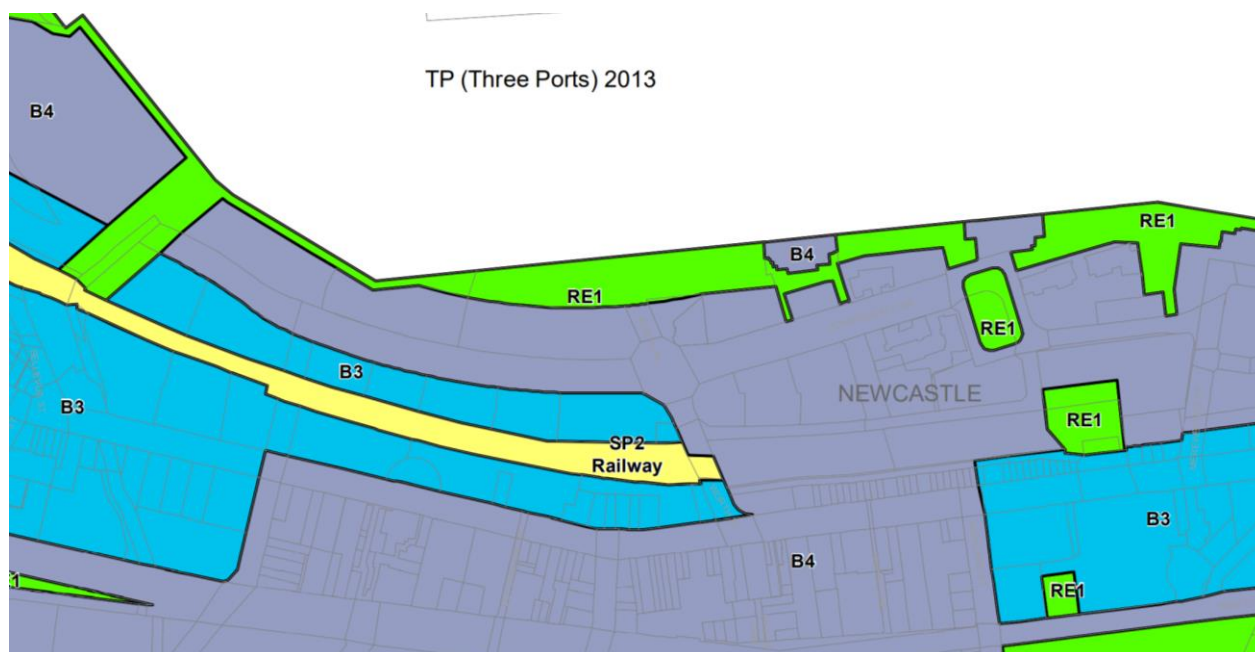 TP (Three Ports) 2013
B4
RE1
B4
RE1
RE1
B3
NEWCASTLE
B3
RE1
SP2
Railway
B3
B4
RE1